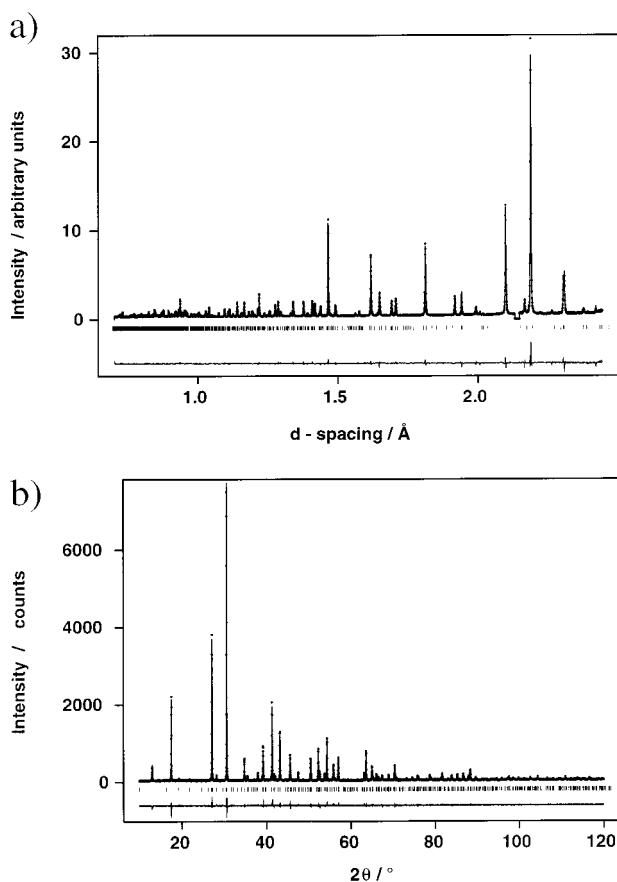 a)
30
20
10
0
Intensity / arbitrary units
1.0 1.5 2.0
d - spacing / Å
b)
6000
4000
2000
0
Intensity / counts
20 40 60 80 100 120
2θ / °